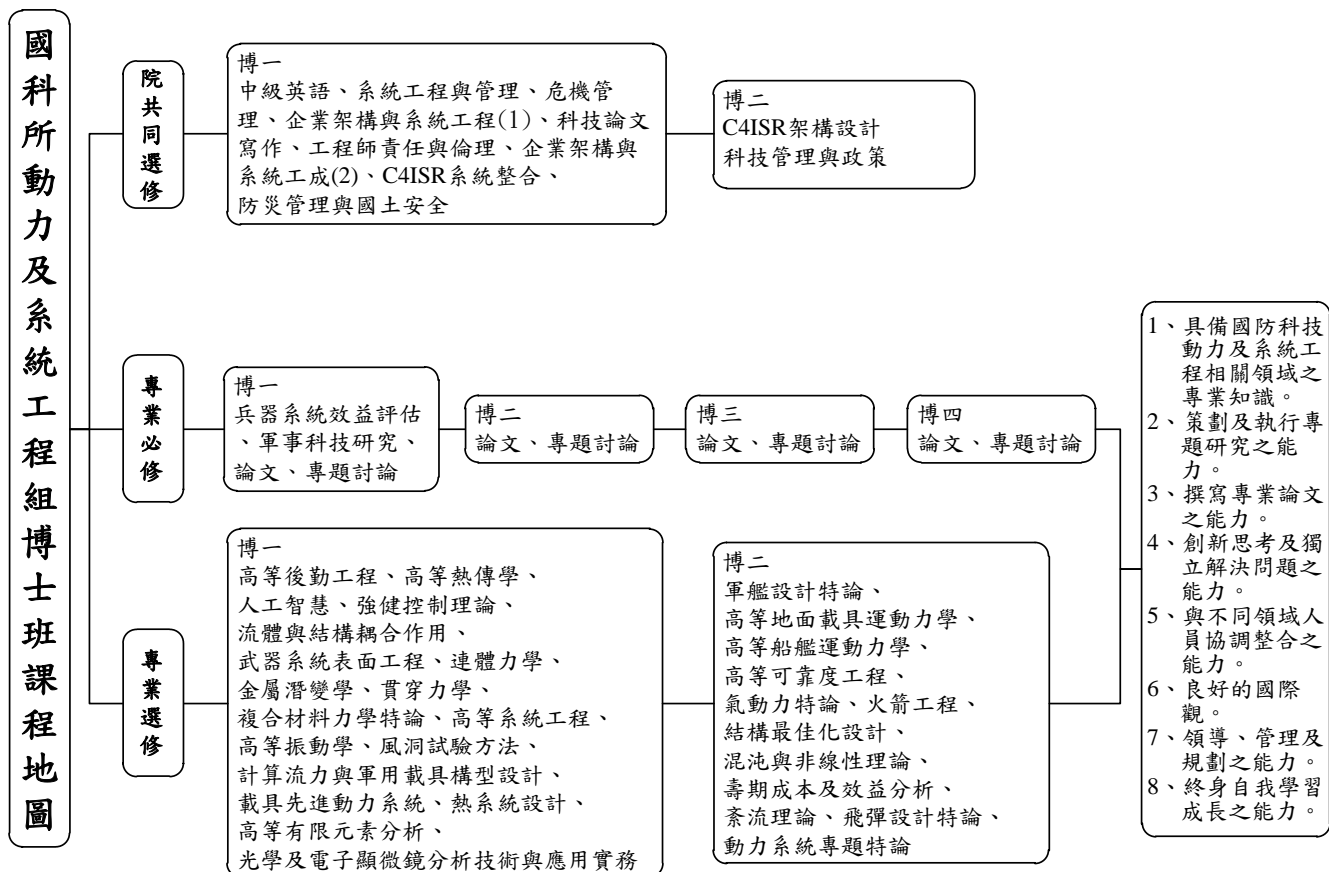 國科所動力及系統工程組博士班課程地圖
院共同選修
博一
中級英語、系統工程與管理、危機管
理、企業架構與系統工程(1)、科技論文
寫作、工程師責任與倫理、企業架構與
系統工成(2)、C4ISR系統整合、
防災管理與國土安全
博二
C4ISR架構設計
科技管理與政策
專業必修
博一
兵器系統效益評估
、軍事科技研究、
論文、專題討論
博二
論文、專題討論
博三
論文、專題討論
博四
論文、專題討論
專業選修
博一
高等後勤工程、高等熱傳學、
人工智慧、強健控制理論、
流體與結構耦合作用、
武器系統表面工程、連體力學、
金屬潛變學、貫穿力學、
複合材料力學特論、高等系統工程、
高等振動學、風洞試驗方法、
計算流力與軍用載具構型設計、
載具先進動力系統、熱系統設計、
高等有限元素分析、
光學及電子顯微鏡分析技術與應用實務
博二
軍艦設計特論、
高等地面載具運動力學、
高等船艦運動力學、
高等可靠度工程、
氣動力特論、火箭工程、
結構最佳化設計、
混沌與非線性理論、
壽期成本及效益分析、
紊流理論、飛彈設計特論、
動力系統專題特論
1、具備國防科技
動力及系統工
程相關領域之
專業知識。
2、策劃及執行專
題研究之能
力。
3、撰寫專業論文
之能力。
4、創新思考及獨
立解決問題之
能力。
5、與不同領域人
員協調整合之
能力。
6、良好的國際
觀。
7、領導、管理及
規劃之能力。
8、終身自我學習
成長之能力。